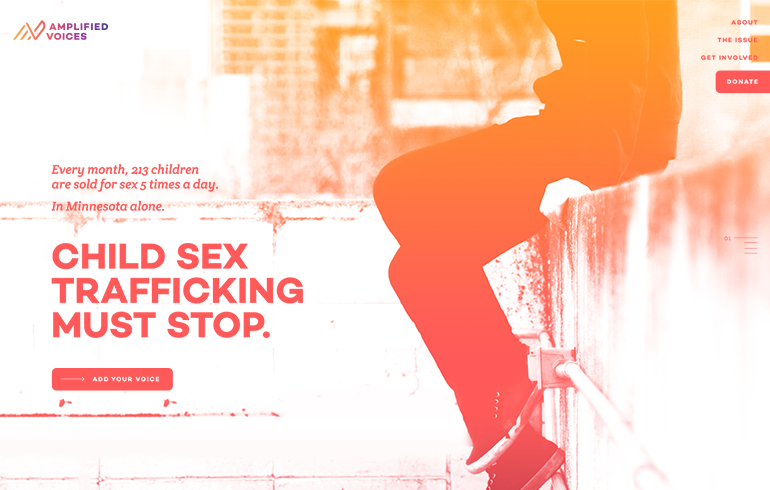 AMPLIFIED
VOICES
ABOUT
THE ISSUE
GET INVOLVED
DONATE
Every month, 213 children
are sold for sex 5 times a day.
In Minnesota alone.
01
CHILD SEX
TRAFFICKING
MUST STOP.
ADD YOUR VOICE